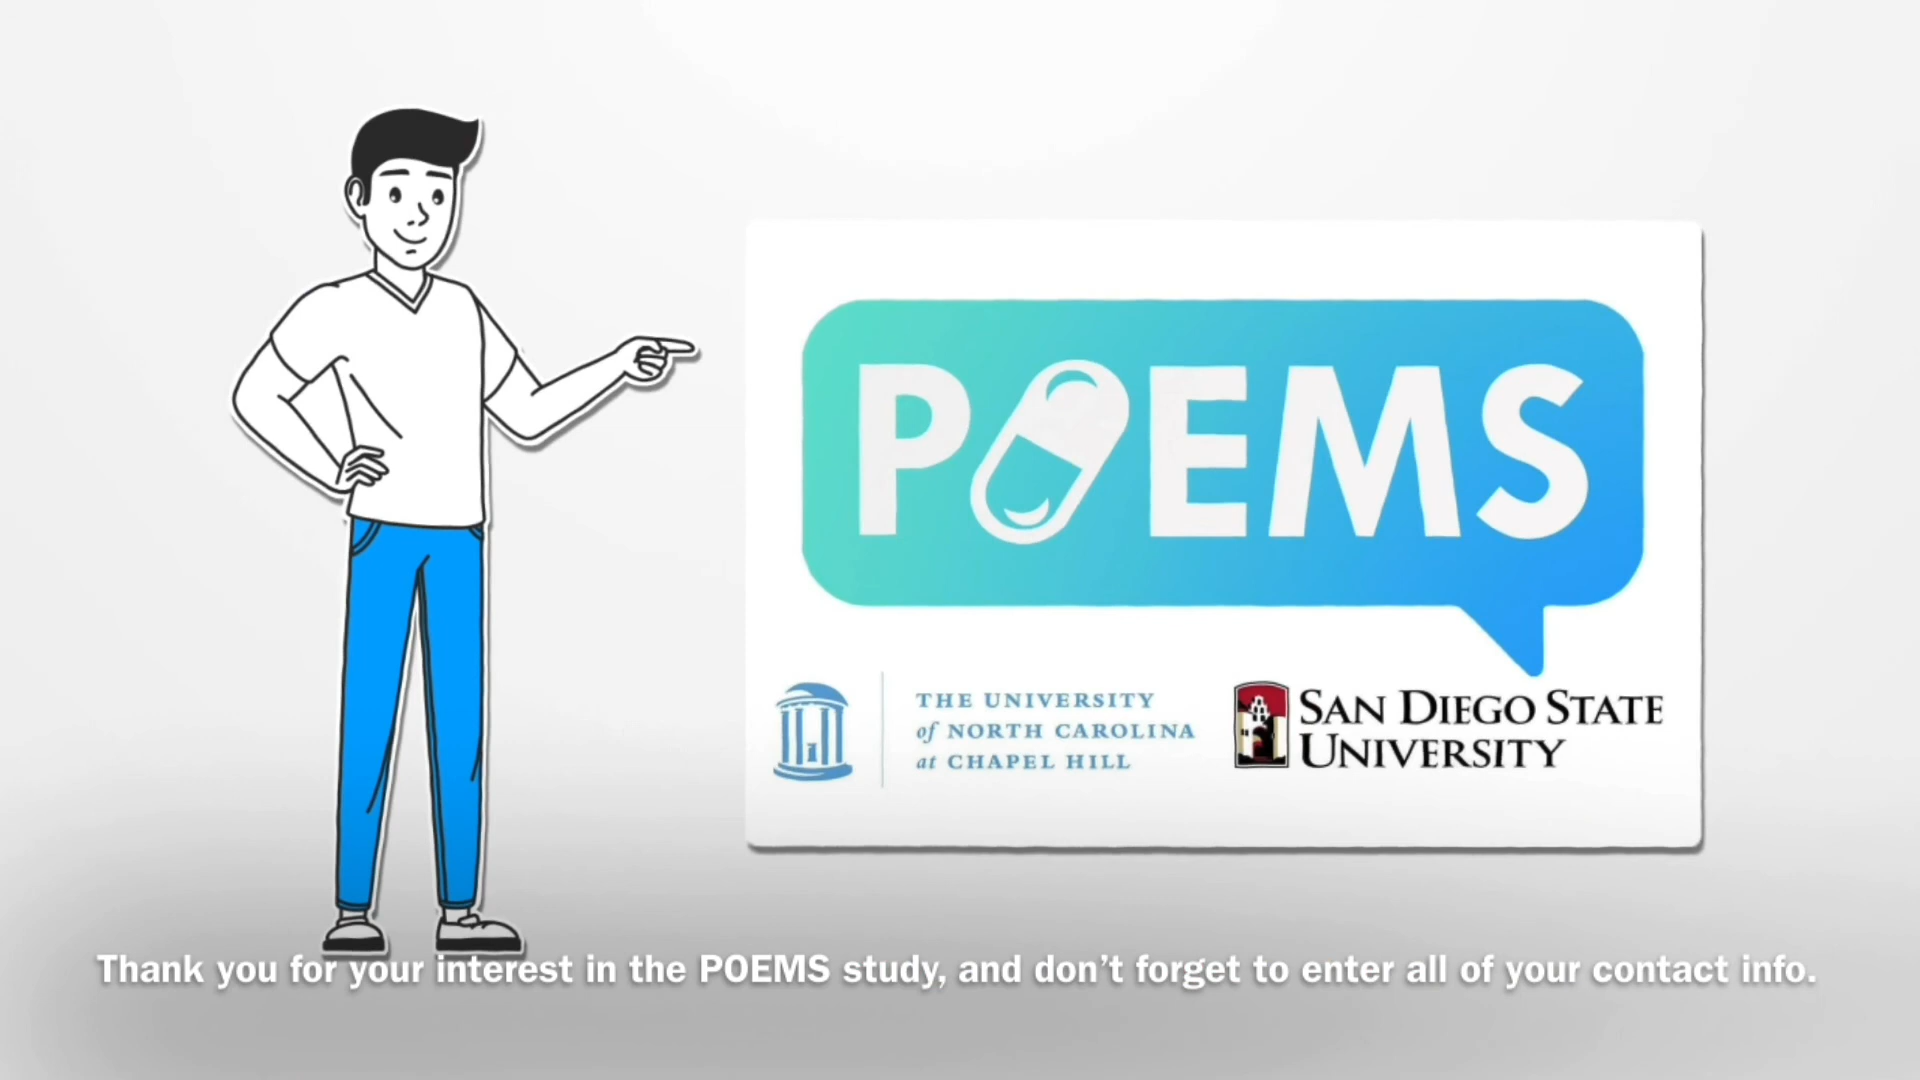 POEMS
THE UNIVERSITY
of NORTH CAROLINA
at CHAPEL HILL
SAN DIEGO STATE
UNIVERSITY
Thank you for your interest in the POEMS study, and don’t forget to enter all of your contact info.